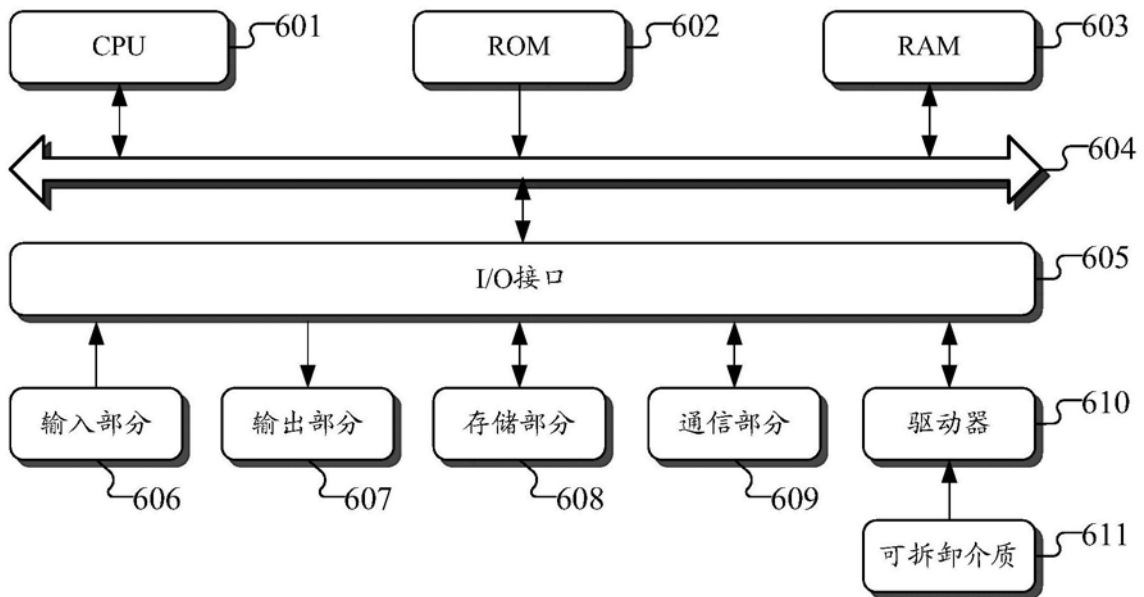 CPU
601
ROM
602
RAM
603
604
I/O接口
605
输入部分
606
输出部分
607
存储部分
608
通信部分
609
驱动器
610
可拆卸介质
611